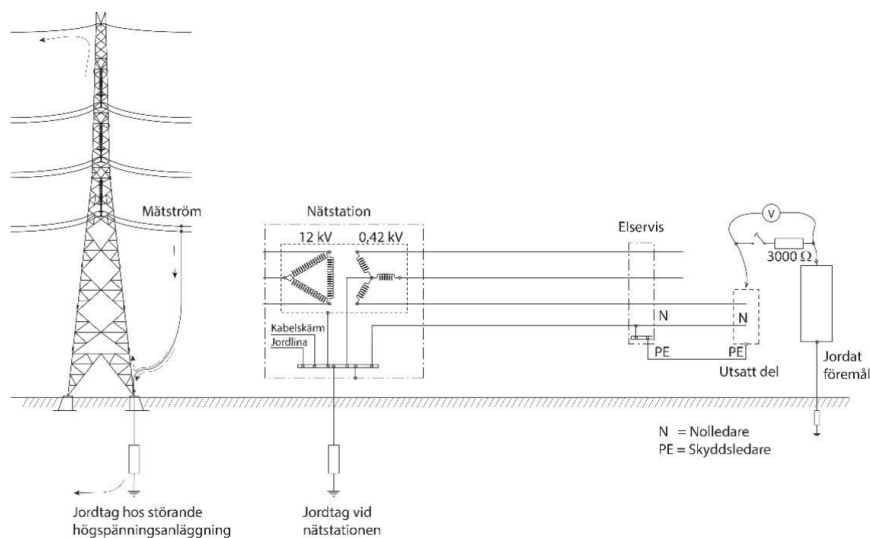 Mätström
Nätstation
12 kV
0,42 kV
Kabelskärm
Jordlina
Elservis
N
PE
N
PE
Utsatt del
V
3000 Ω
Jordat
föremål
N = Nolledare
PE = Skyddsledare
Jordtag hos störande
högspänningsanläggning
Jordtag vid
nätstationen